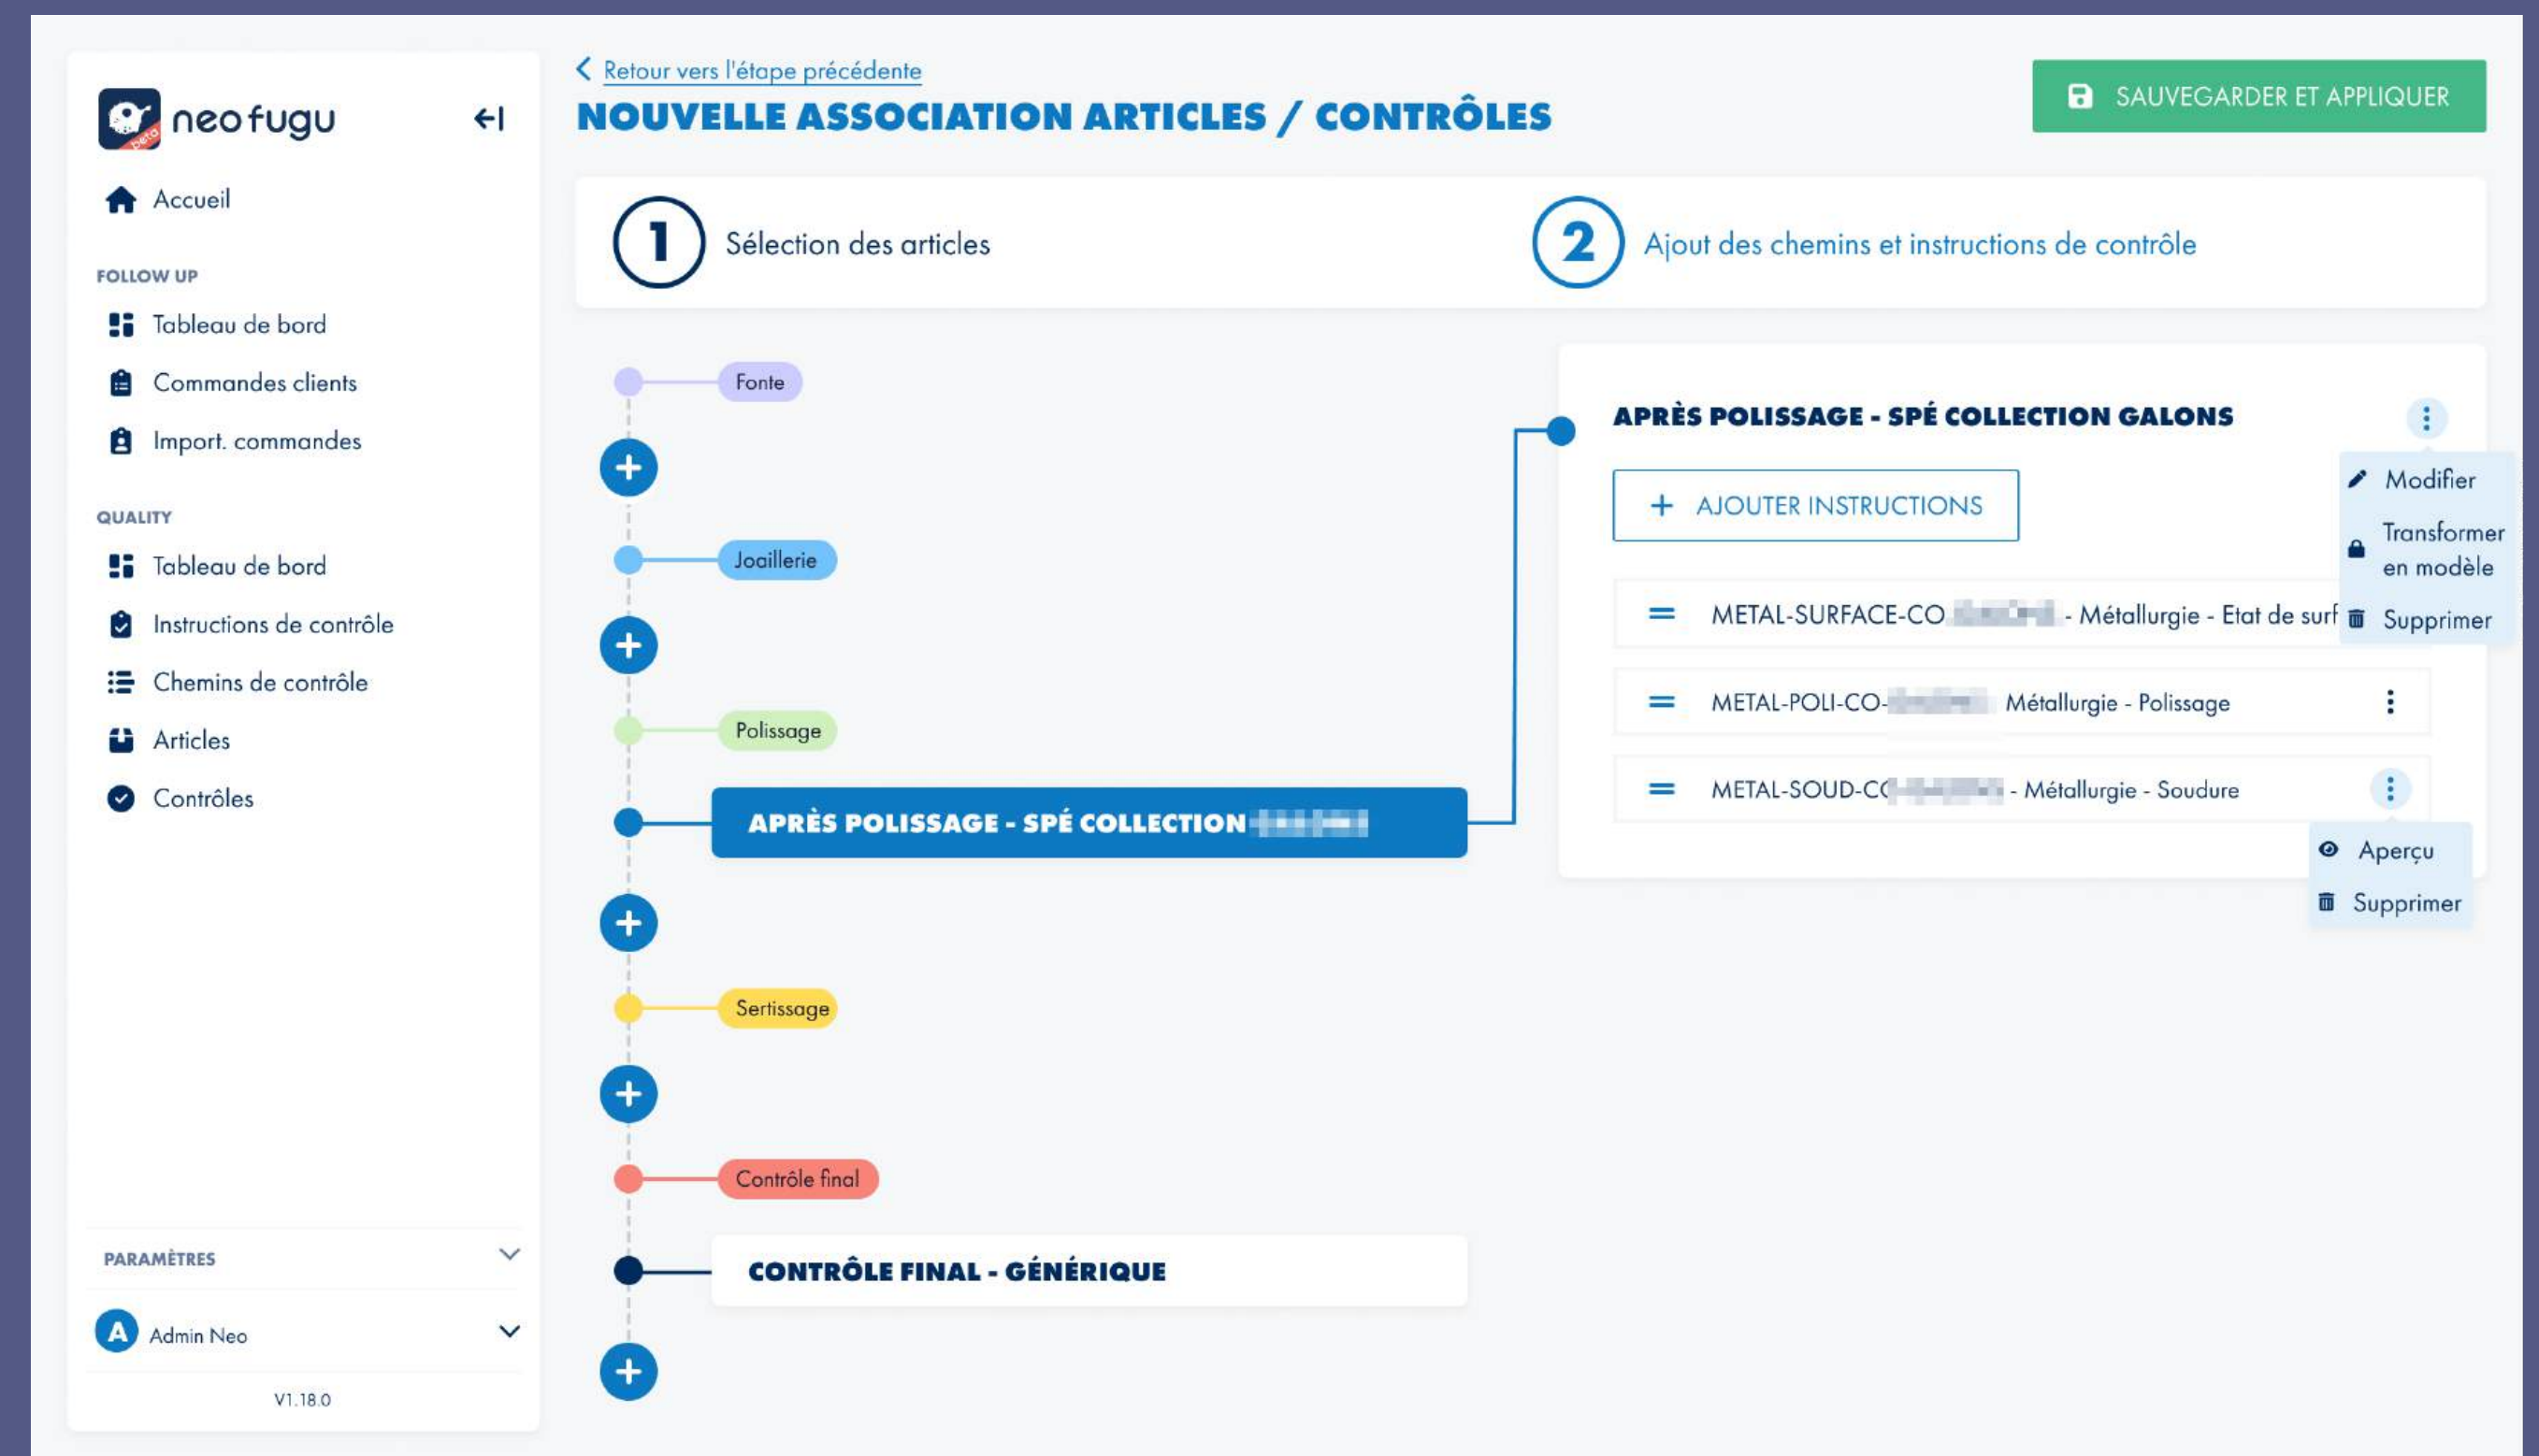 neofugu
beta
Accueil
FOLLOW UP
Tableau de bord
Commandes clients
Import. commandes
QUALITY
Tableau de bord
Instructions de contrôle
Chemins de contrôle
Articles
Contrôles
PARAMÈTRES
A Admin Neo
V1.18.0
Retour vers l'étape précédente
NOUVELLE ASSOCIATION ARTICLES / CONTRÔLES
SAUVEGARDER ET APPLIQUER
1 Sélection des articles
2 Ajout des chemins et instructions de contrôle
Fonte
Joaillerie
Polissage
APRÈS POLISSAGE - SPÉ COLLECTION
Sertissage
Contrôle final
CONTRÔLE FINAL - GÉNÉRIQUE
APRÈS POLISSAGE - SPÉ COLLECTION GALONS
+ AJOUTER INSTRUCTIONS
Modifier
Transformer
en modèle
Supprimer
METAL-SURFACE-CO - Métallurgie - Etat de surf
METAL-POLI-CO- Métallurgie - Polissage
METAL-SOUD-CO - Métallurgie - Soudure
Aperçu
Supprimer